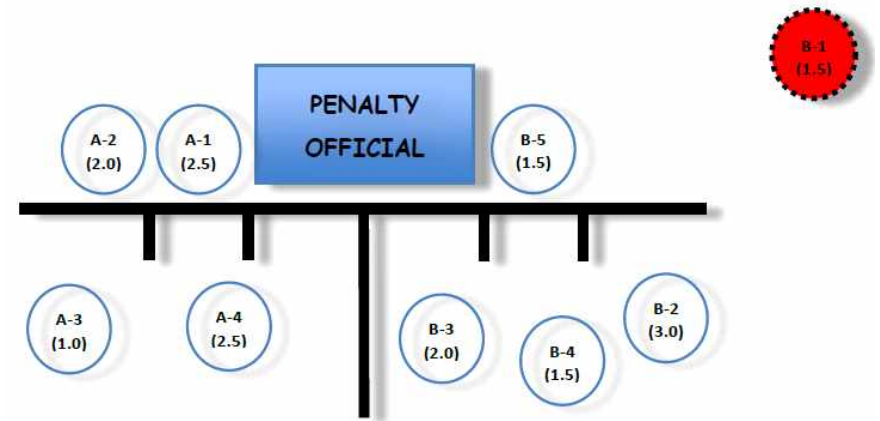 B-1
(1.5)
PENALTY
OFFICIAL
A-2
(2.0)
A-1
(2.5)
B-5
(1.5)
A-3
(1.0)
A-4
(2.5)
B-3
(2.0)
B-4
(1.5)
B-2
(3.0)